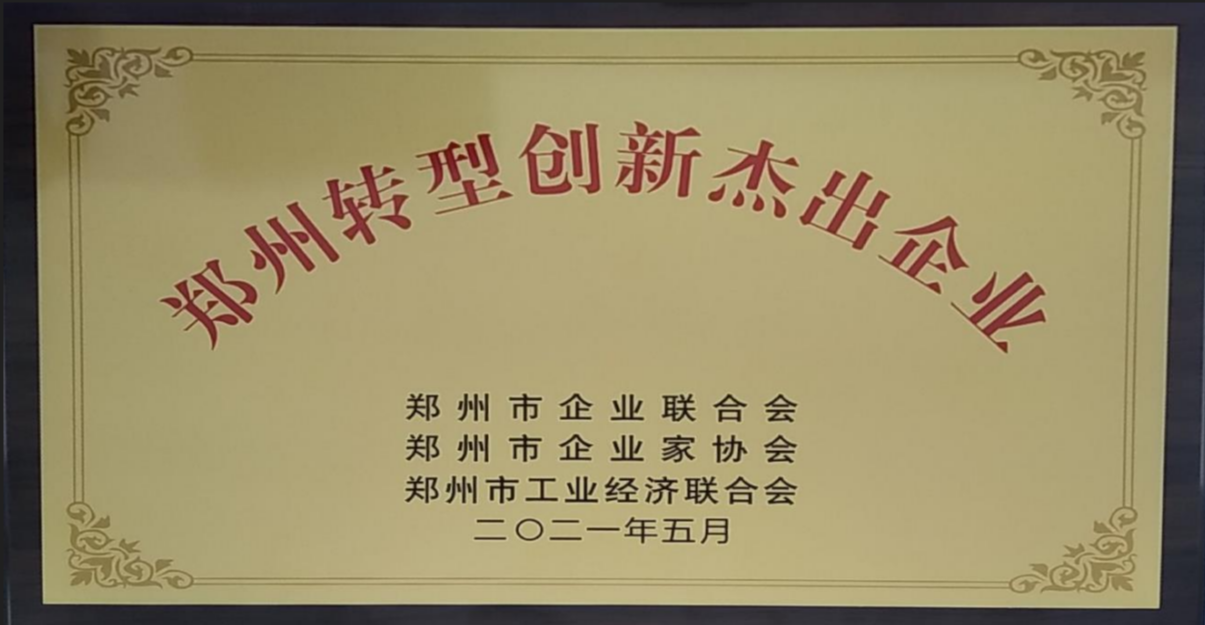 郑州转型创新杰出企业
郑州市企业联合会
郑州市企业家协会
郑州市工业经济联合会
二〇二一年五月